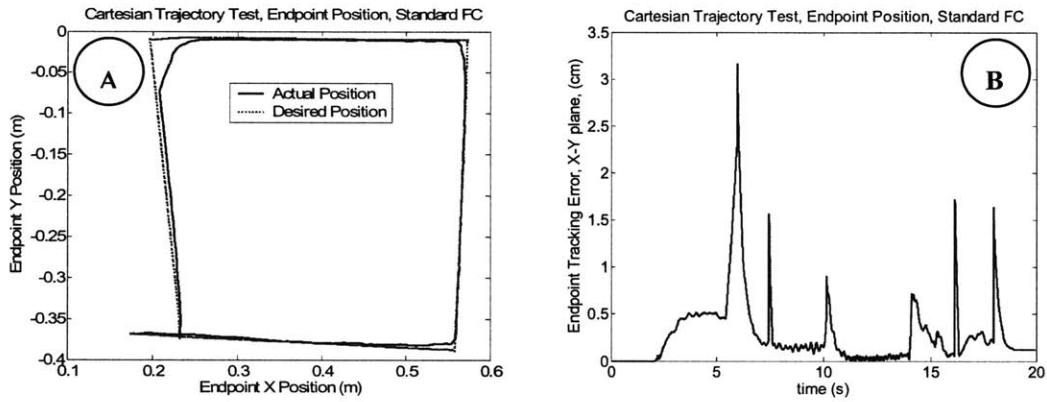 Cartesian Trajectory Test, Endpoint Position, Standard FC
0
-0.05
-0.1
-0.15
-0.2
-0.25
-0.3
-0.35
-0.4
Endpoint Y Position (m)
A
Actual Position
Desired Position
0.1 0.2 0.3 0.4 0.5 0.6
Endpoint X Position (m)
Cartesian Trajectory Test, Endpoint Position, Standard FC
3.5
3
2.5
2
1.5
1
0.5
0
Endpoint Tracking Error, X-Y plane, (cm)
B
0 5 10 15 20
time (s)